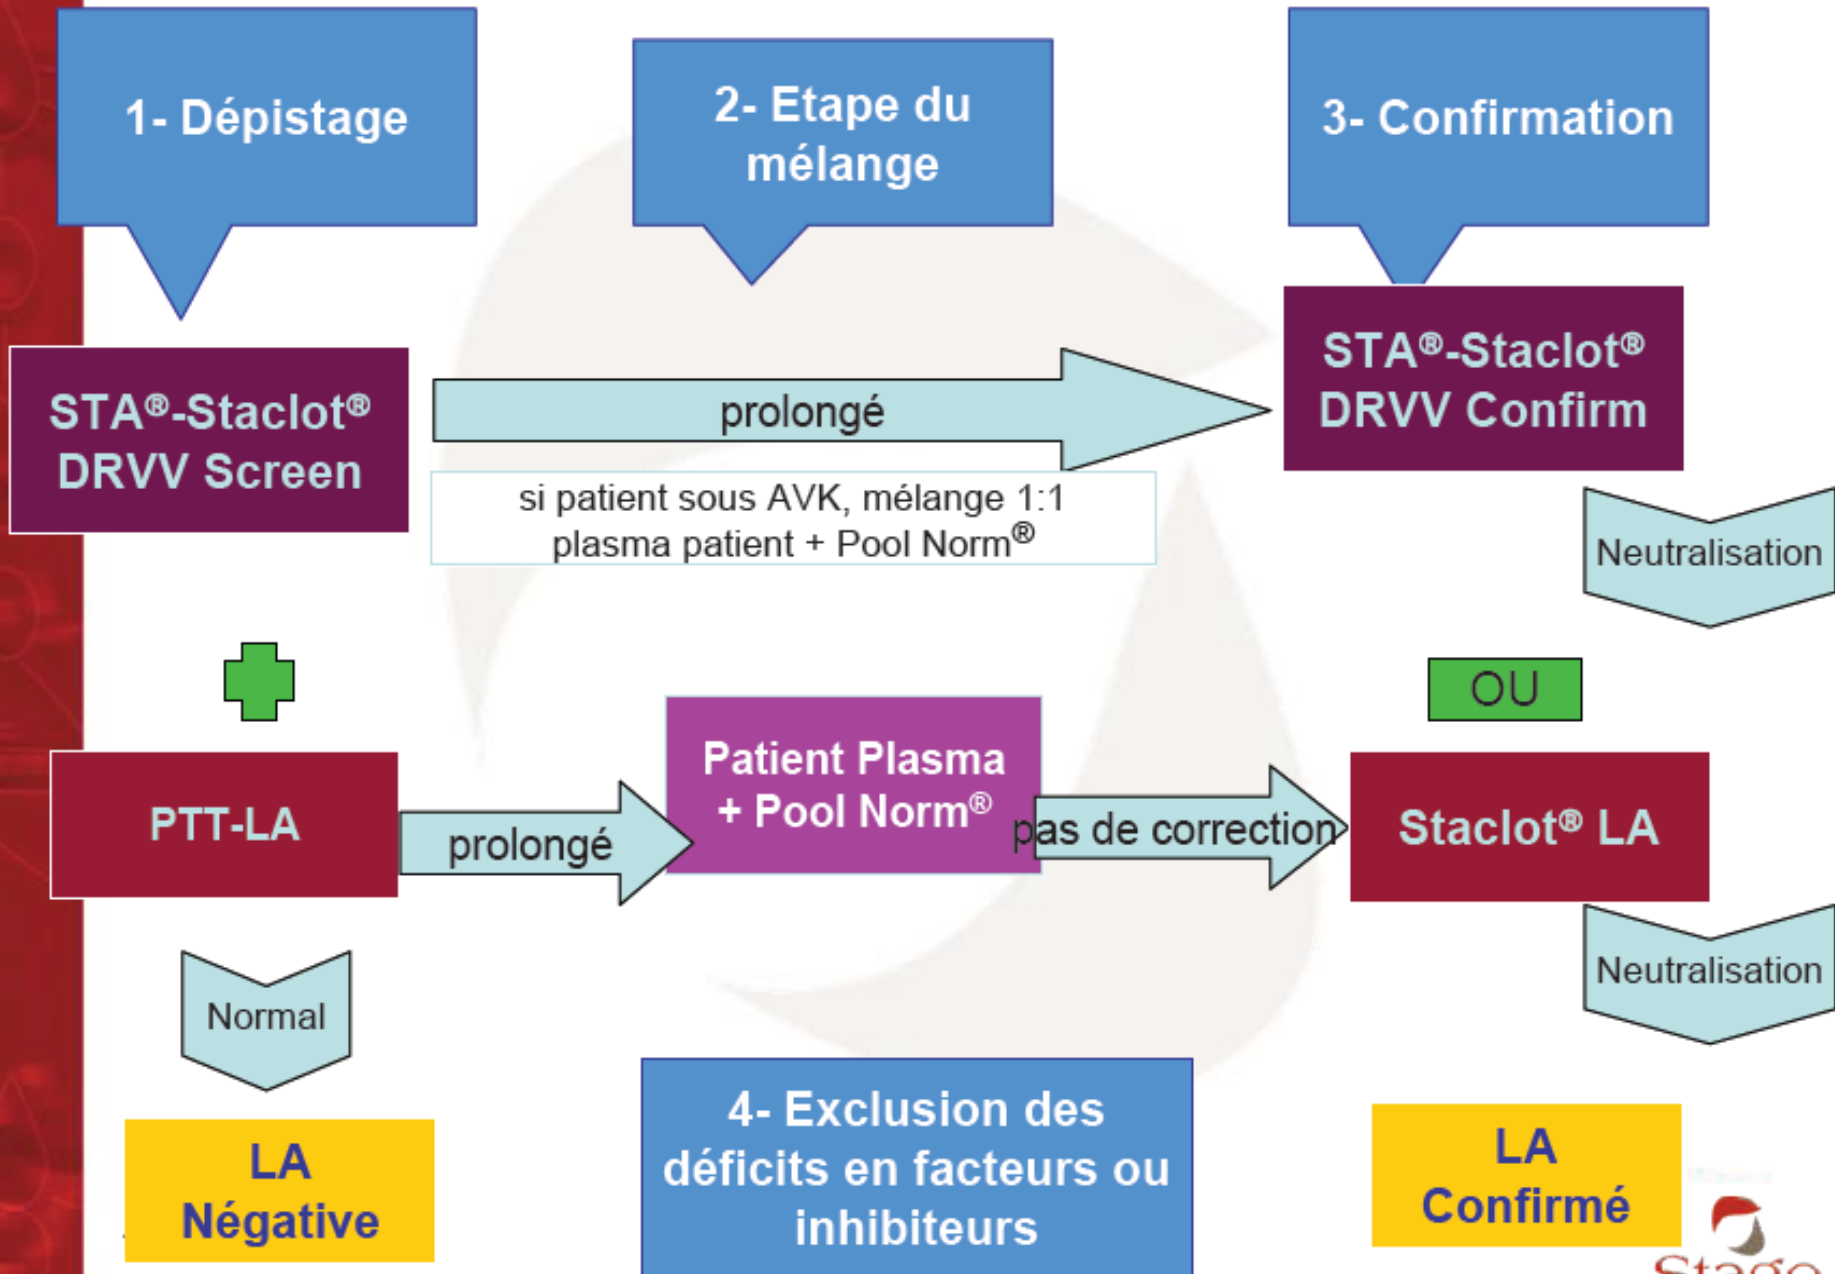 1- Dépistage
2- Etape du
mélange
3- Confirmation
STA®-Staclot®
DRVV Screen
prolongé
si patient sous AVK, mélange 1:1
plasma patient + Pool Norm®
STA®-Staclot®
DRVV Confirm
Neutralisation
OU
PTT-LA
prolongé
Patient Plasma
+ Pool Norm®
pas de correction
Staclot® LA
Neutralisation
Normal
LA
Négative
4- Exclusion des
déficits en facteurs ou
inhibiteurs
LA
Confirmé